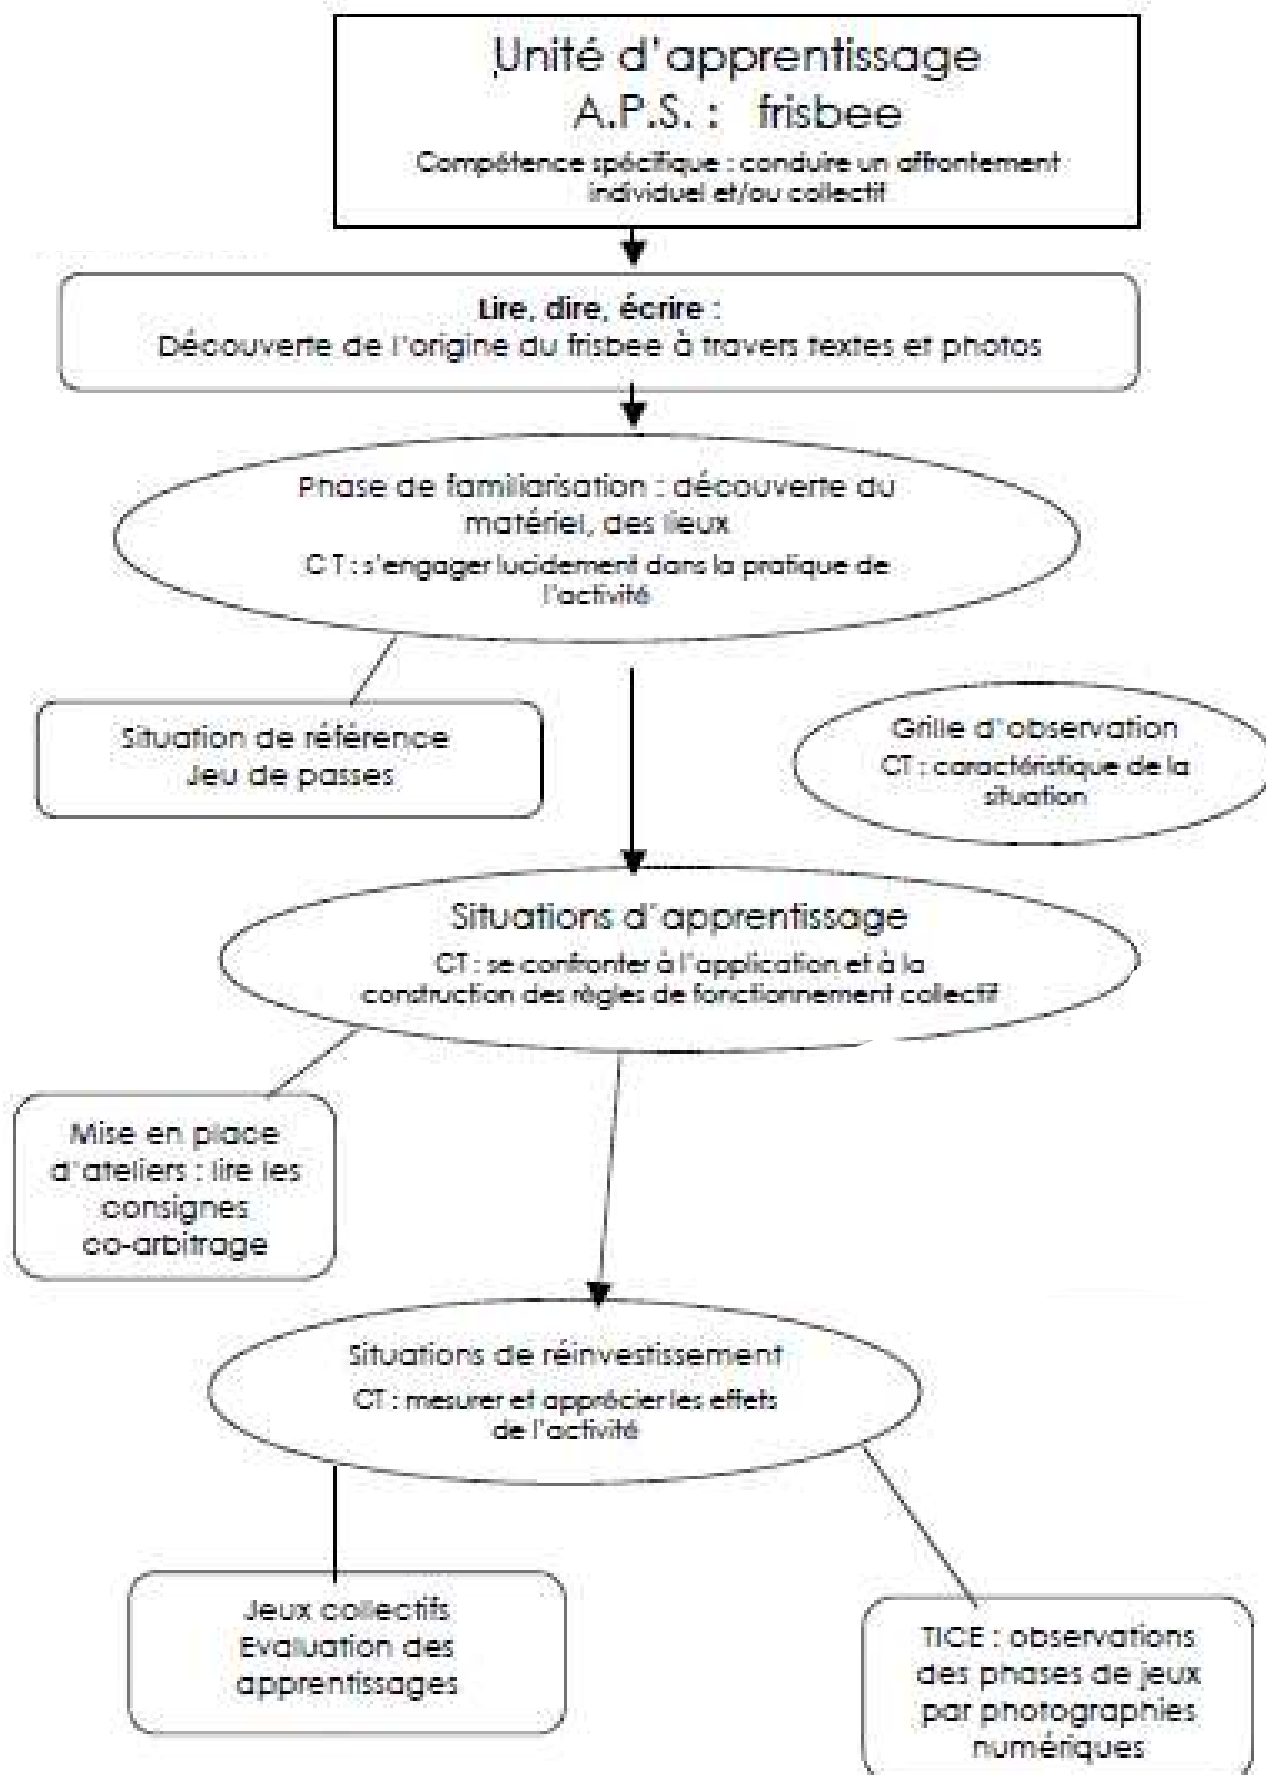 Unité d'apprentissage
A.P.S. : frisbee
Compétence spécifique : conduire un affrontement
individuel et/ou collectif
Lire, dire, écrire :
Découverte de l'origine du frisbee à travers textes et photos
Phase de familiarisation : découverte du
matériel, des lieux
C T : s'engager lucidement dans la pratique de
l'activité
Situation de référence
Jeu de passes
Grille d'observation
CT : caractéristique de la
situation
Situations d'apprentissage
CT : se confronter à l'application et à la
construction des règles de fonctionnement collectif
Mise en place
d'ateliers : lire les
consignes
co-arbitrage
Situations de réinvestissement
CT : mesurer et apprécier les effets
de l'activité
Jeux collectifs
Evaluation des
apprentissages
TICE : observations
des phases de jeux
par photographies
numériques